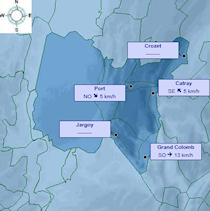 N
Crozet
--------
Port
NO 5 km/h
Catray
SE 5 km/h
Jargoy
--------
Grand Colomb
SO 13 km/h